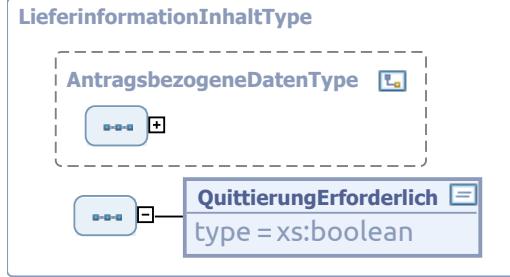 LieferinformationInhaltType
AntragsbezogeneDatenType
QuittierungErforderlich
type = xs:boolean